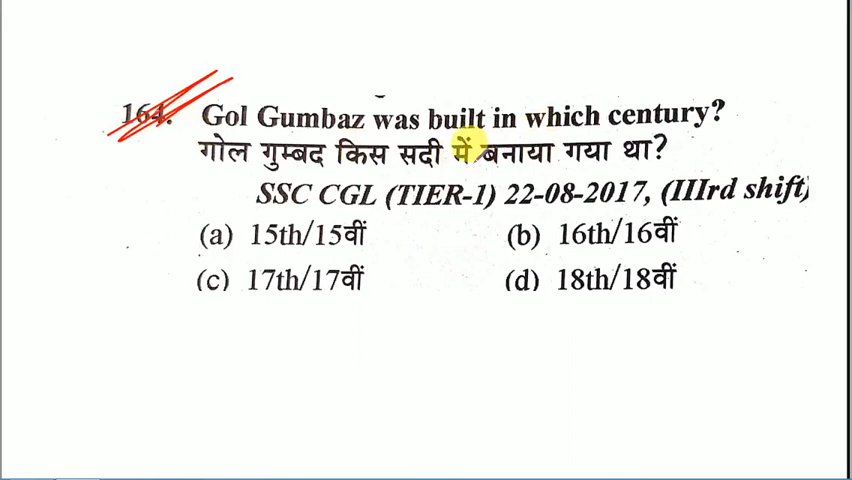 164. Gol Gumbaz was built in which century?
गोल गुम्बद किस सदी में बनाया गया था?
SSC CGL (TIER-1) 22-08-2017, (IIIrd shift)
(a) 15th/15वीं (b) 16th/16वीं
(c) 17th/17वीं (d) 18th/18वीं